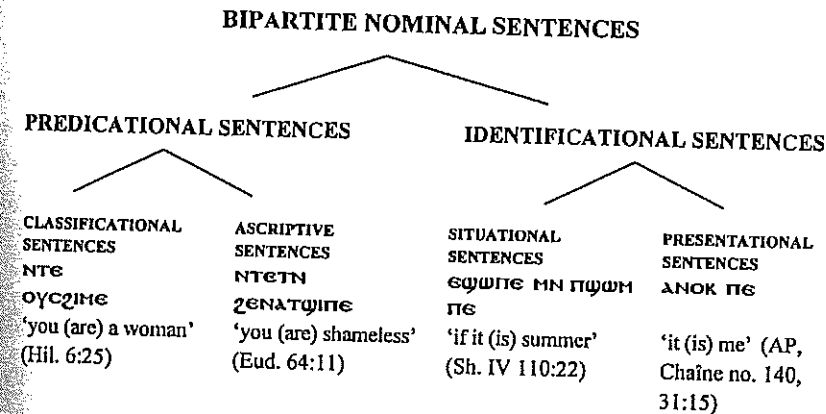 BIPARTITE NOMINAL SENTENCES
PREDICATIONAL SENTENCES
IDENTIFICATIONAL SENTENCES
CLASSIFICATIONAL
SENTENCES
ⲚⲦⲈ
ⲞⲨⲤϨⲒⲘⲈ
'you (are) a woman'
(Hil. 6:25)
ASCRIPTIVE
SENTENCES
ⲚⲦⲈⲦⲚ
ϨⲈⲚⲀⲦϢⲒⲠⲈ
'you (are) shameless'
(Eud. 64:11)
SITUATIONAL
SENTENCES
ⲈϢⲰⲠⲈ ⲘⲚ ⲠϢⲰⲘ
ⲠⲈ
'if it (is) summer'
(Sh. IV 110:22)
PRESENTATIONAL
SENTENCES
ⲀⲚⲞⲔ ⲠⲈ
'it (is) me' (AP,
Chaîne no. 140,
31:15)